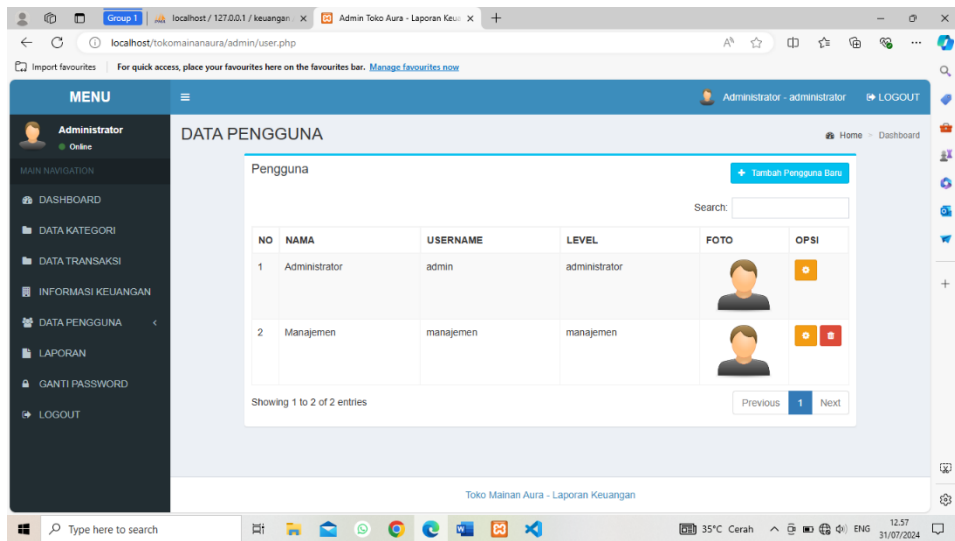 Group 1
localhost / 127.0.0.1 / keuangan
Admin Toko Aura - Laporan Keua
localhost/tokomainanaura/admin/user.php
Import favourites
For quick access, place your favourites here on the favourites bar. Manage favourites now
MENU
Administrator - administrator
LOGOUT
Administrator
Online
DATA PENGGUNA
Home > Dashboard
MAIN NAVIGATION
DASHBOARD
DATA KATEGORI
DATA TRANSAKSI
INFORMASI KEUANGAN
DATA PENGGUNA
LAPORAN
GANTI PASSWORD
LOGOUT
Pengguna
+ Tambah Pengguna Baru
Search:
NO NAMA USERNAME LEVEL FOTO OPSI
1 Administrator admin administrator
2 Manajemen manajemen manajemen
Showing 1 to 2 of 2 entries
Previous 1 Next
Toko Mainan Aura - Laporan Keuangan
Type here to search
35°C Cerah
ENG
12.57
31/07/2024